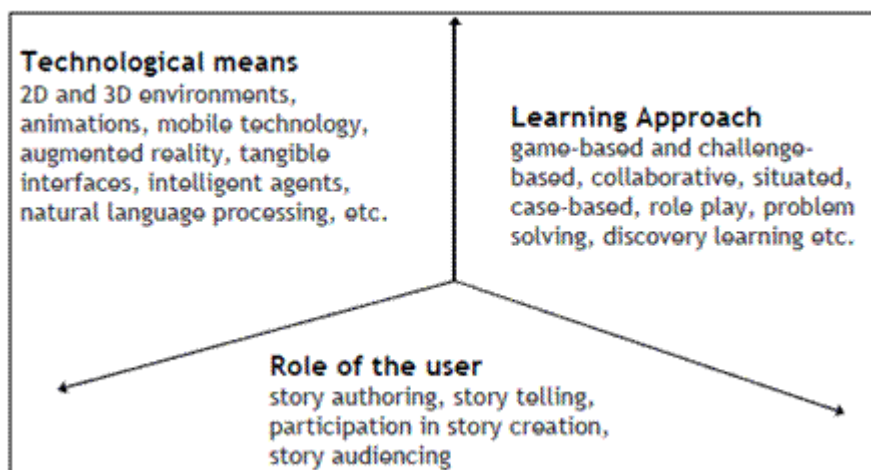 Technological means
2D and 3D environments,
animations, mobile technology,
augmented reality, tangible
interfaces, intelligent agents,
natural language processing, etc.
Learning Approach
game-based and challenge-
based, collaborative, situated,
case-based, role play, problem
solving, discovery learning etc.
Role of the user
story authoring, story telling,
participation in story creation,
story audiencing